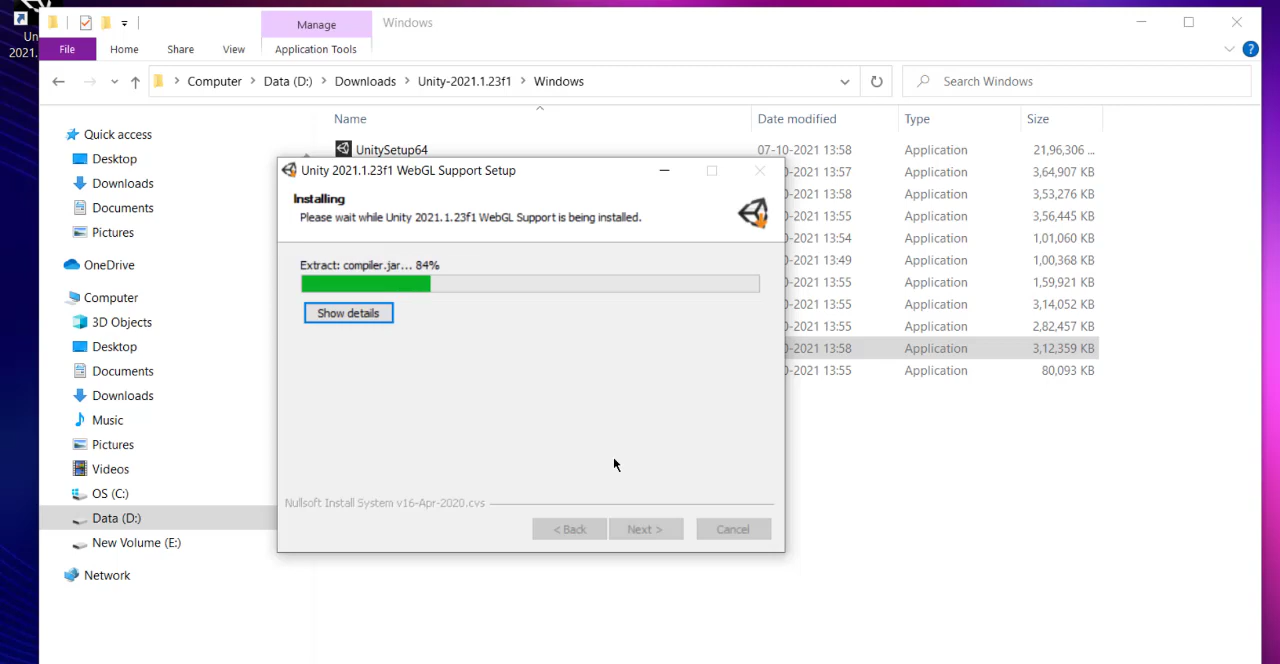 Un
2021.
Manage
Windows
File
Home
Share
View
Application Tools
?
Computer
Data (D:)
Downloads
Unity-2021.1.23f1
Windows
Search Windows
Name
Date modified
Type
Size
UnitySetup64
07-10-2021 13:58
Application
21,96,306 ...
0-2021 13:57
Application
3,64,907 KB
0-2021 13:58
Application
3,53,276 KB
0-2021 13:55
Application
3,56,445 KB
0-2021 13:54
Application
1,01,060 KB
0-2021 13:49
Application
1,00,368 KB
0-2021 13:55
Application
1,59,921 KB
0-2021 13:55
Application
3,14,052 KB
0-2021 13:55
Application
2,82,457 KB
0-2021 13:58
Application
3,12,359 KB
0-2021 13:55
Application
80,093 KB
Quick access
Desktop
Downloads
Documents
Pictures
OneDrive
Computer
3D Objects
Desktop
Documents
Downloads
Music
Pictures
Videos
OS (C:)
Data (D:)
New Volume (E:)
Network
Unity 2021.1.23f1 WebGL Support Setup
Installing
Please wait while Unity 2021.1.23f1 WebGL Support is being installed.
Extract: compiler.jar... 84%
Show details
Nullsoft Install System v16-Apr-2020.cvs
< Back
Next >
Cancel